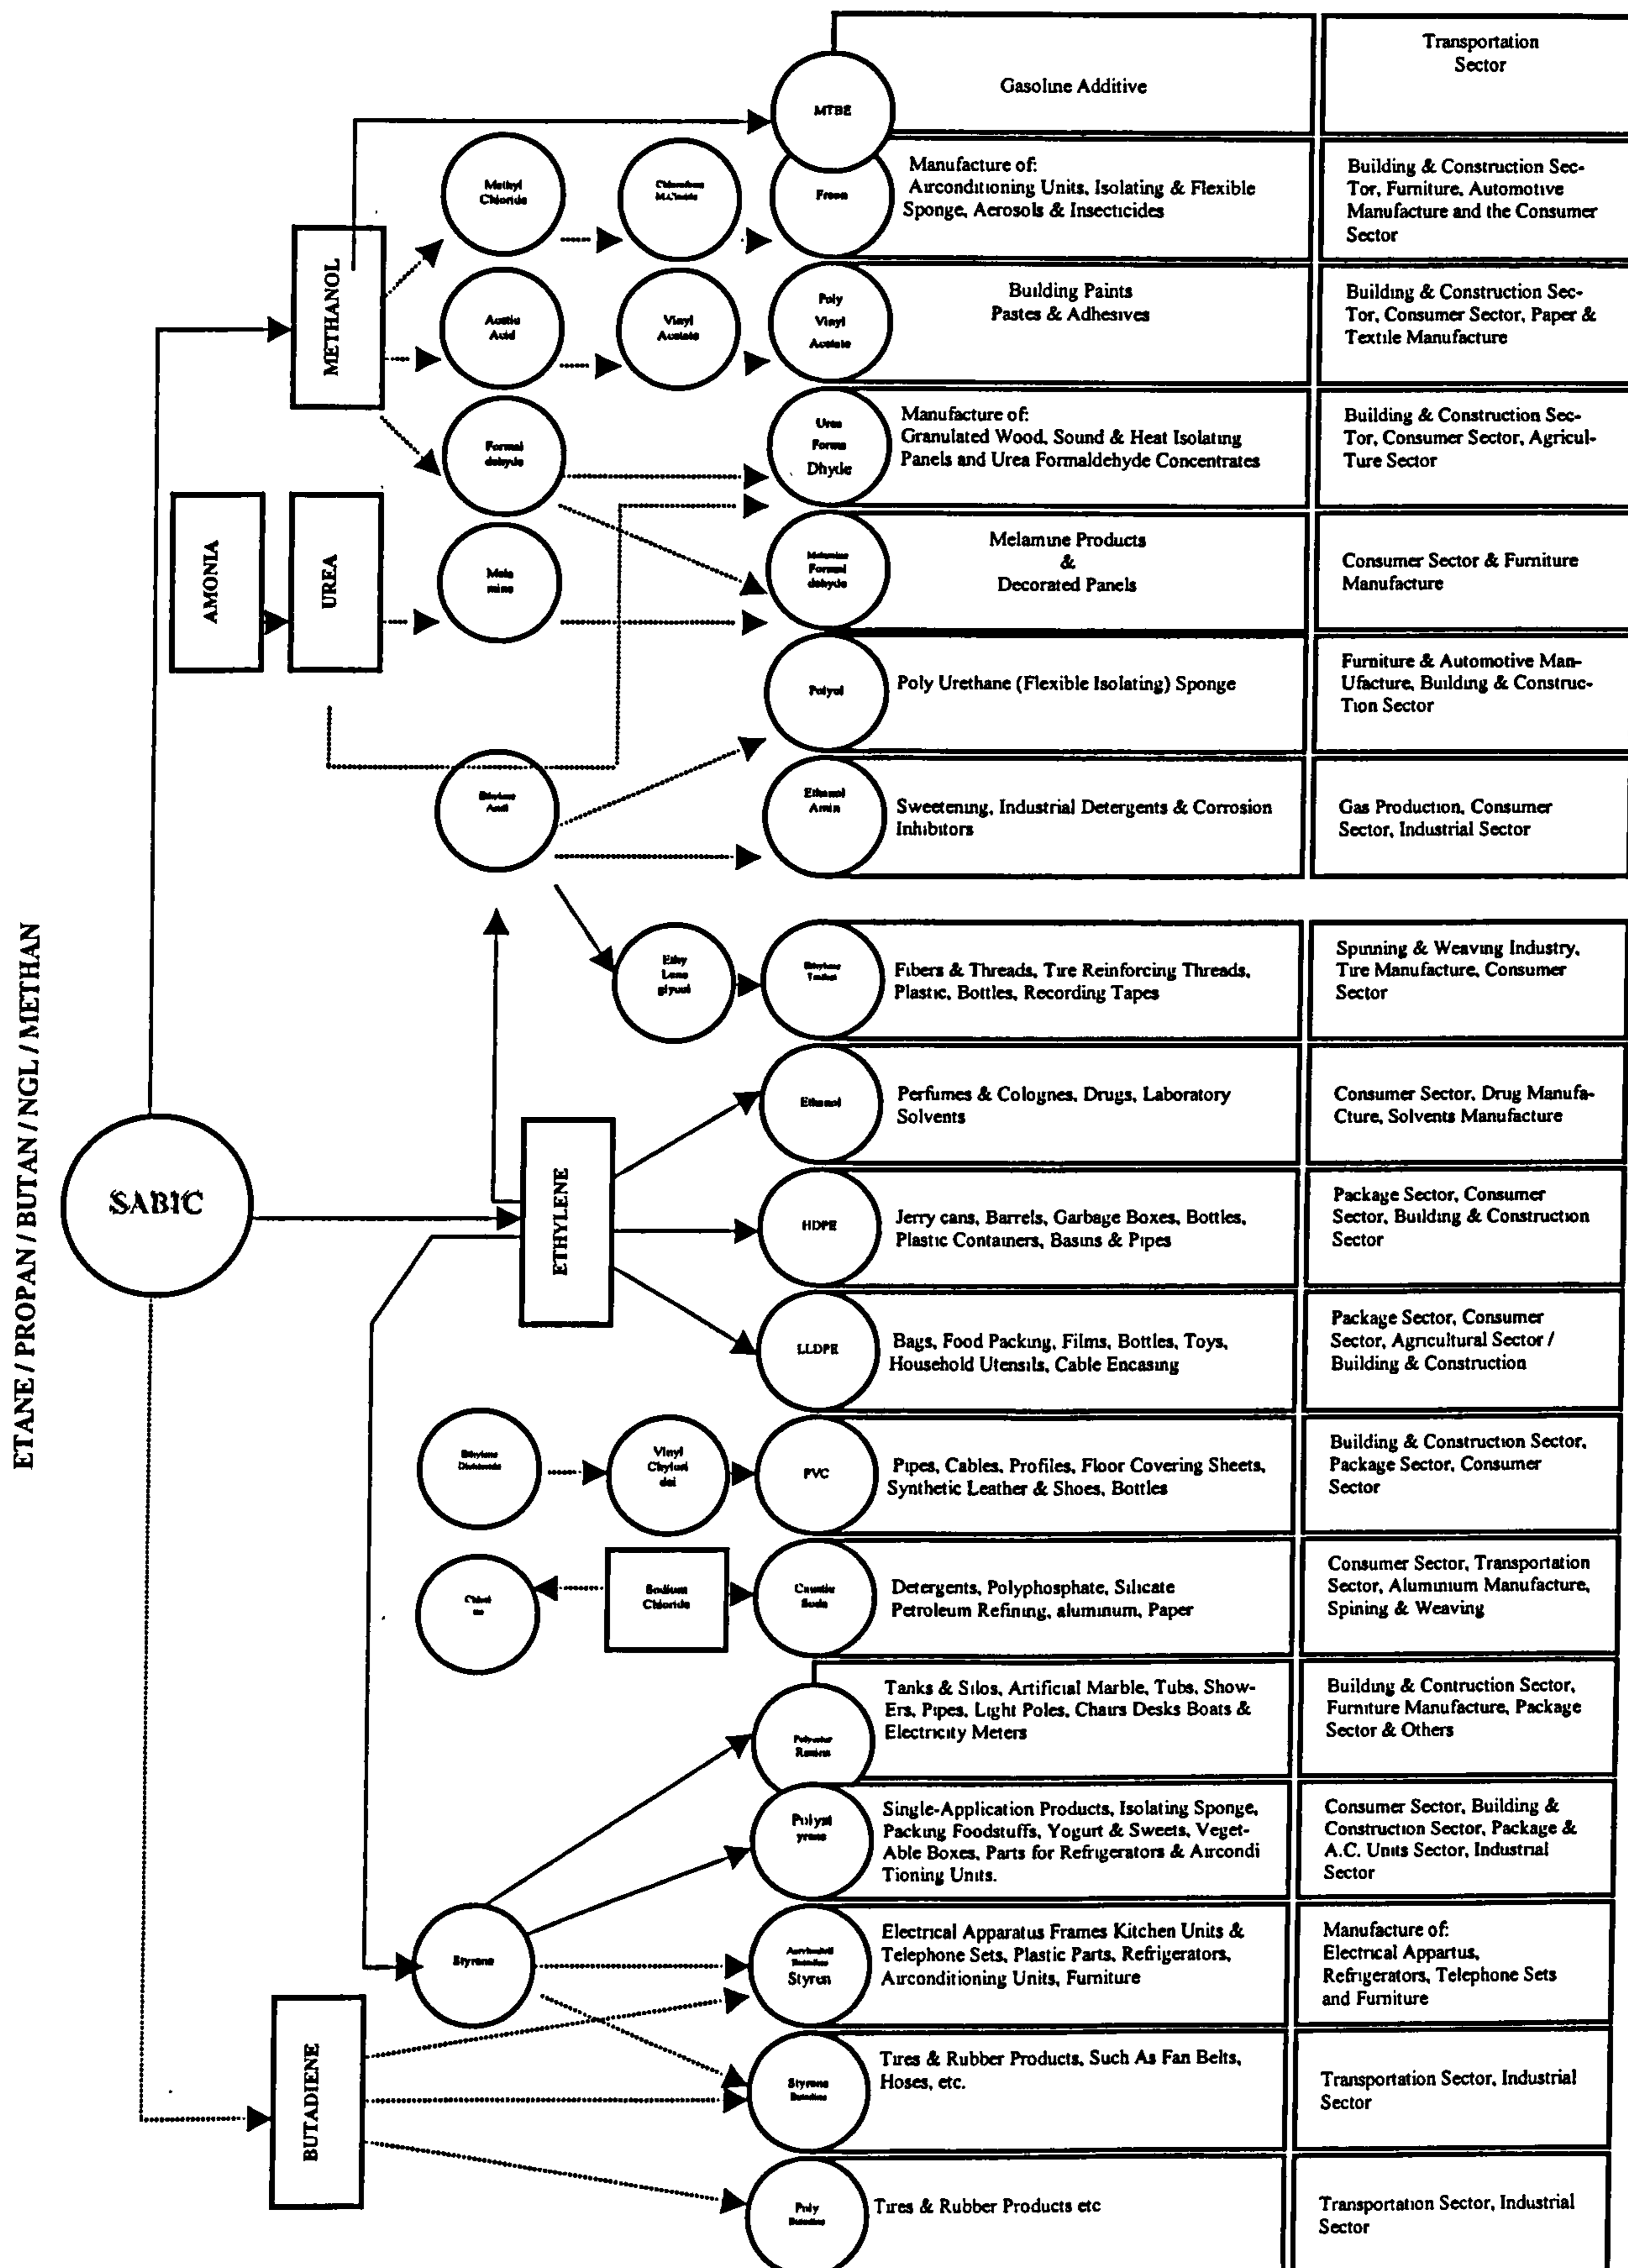 Transportation
Sector
Gasoline Additive
MTBE
Manufacture of:
Airconditioning Units, Isolating & Flexible
Sponge, Aerosols & Insecticides
Building & Construction Sec-
Tor, Furniture, Automotive
Manufacture and the Consumer
Sector
Methyl
Chloride
Freon
METHANOL
Building Paints
Pastes & Adhesives
Building & Construction Sec-
Tor, Consumer Sector, Paper &
Textile Manufacture
Acetic
Acid
Vinyl
Acetate
Poly
Vinyl
Acetate
Manufacture of:
Granulated Wood, Sound & Heat Isolating
Panels and Urea Formaldehyde Concentrates
Building & Construction Sec-
Tor, Consumer Sector, Agricul-
Ture Sector
Formal
dehyde
Urea
Forma
Dhyde
AMONIA
UREA
Mela
mine
Melamine
Formal
dehyde
Melamine Products
&
Decorated Panels
Consumer Sector & Furniture
Manufacture
Polyol
Poly Urethane (Flexible Isolating) Sponge
Furniture & Automotive Man-
Ufacture, Building & Construc-
Tion Sector
Ethanol
Amin
Sweetening, Industrial Detergents & Corrosion
Inhibitors
Gas Production, Consumer
Sector, Industrial Sector
ETANE / PROPAN / BUTAN / NGL / METHAN
Ethy
Lene
glycol
Fibers & Threads, Tire Reinforcing Threads,
Plastic, Bottles, Recording Tapes
Spinning & Weaving Industry,
Tire Manufacture, Consumer
Sector
SABIC
ETHYLENE
Ethanol
Perfumes & Colognes, Drugs, Laboratory
Solvents
Consumer Sector, Drug Manufa-
Cture, Solvents Manufacture
HDPE
Jerry cans, Barrels, Garbage Boxes, Bottles,
Plastic Containers, Basins & Pipes
Package Sector, Consumer
Sector, Building & Construction
Sector
LLDPE
Bags, Food Packing, Films, Bottles, Toys,
Household Utensils, Cable Encasing
Package Sector, Consumer
Sector, Agricultural Sector /
Building & Construction
Vinyl
PVC
Pipes, Cables, Profiles, Floor Covering Sheets,
Synthetic Leather & Shoes, Bottles
Building & Construction Sector,
Package Sector, Consumer
Sector
Sodium
Chloride
Caustic
Soda
Detergents, Polyphosphate, Silicate
Petroleum Refining, aluminum, Paper
Consumer Sector, Transportation
Sector, Aluminium Manufacture,
Spining & Weaving
Tanks & Silos, Artificial Marble, Tubs, Show-
Ers, Pipes, Light Poles, Chairs Desks Boats &
Electricity Meters
Building & Contruction Sector,
Furniture Manufacture, Package
Sector & Others
Polyst
yrene
Single-Application Products, Isolating Sponge,
Packing Foodstuffs, Yogurt & Sweets, Veget-
Able Boxes, Parts for Refrigerators & Aircondi
Tioning Units.
Consumer Sector, Building &
Construction Sector, Package &
A.C. Units Sector, Industrial
Sector
Styrene
Styren
Electrical Apparatus Frames Kitchen Units &
Telephone Sets, Plastic Parts, Refrigerators,
Airconditioning Units, Furniture
Manufacture of:
Electrical Appartus,
Refrigerators, Telephone Sets
and Furniture
BUTADIENE
Styrene
Butadine
Tires & Rubber Products, Such As Fan Belts,
Hoses, etc.
Transportation Sector, Industrial
Sector
Poly
Butadine
Tires & Rubber Products etc
Transportation Sector, Industrial
Sector